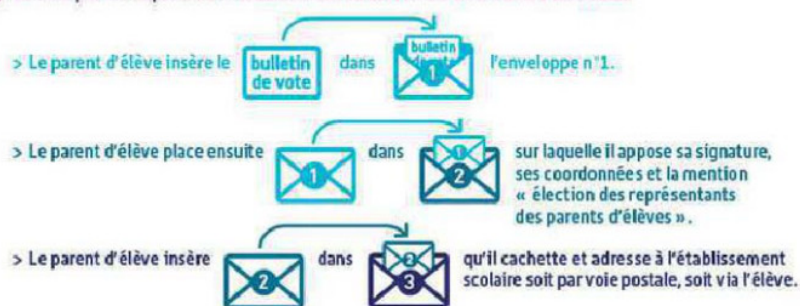 > Le parent d'élève insère le bulletin de vote dans bulletin 1 l'enveloppe n°1.
> Le parent d'élève place ensuite 1 dans 1 2 sur laquelle il appose sa signature,
ses coordonnées et la mention
« élection des représentants
des parents d'élèves ».
> Le parent d'élève insère 2 dans 2 3 qu'il cachette et adresse à l'établissement
scolaire soit par voie postale, soit via l'élève.